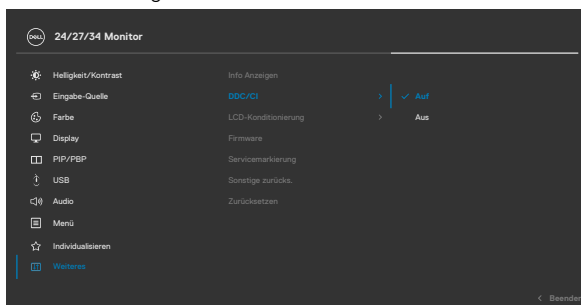 DELL 24/27/34 Monitor
Helligkeit/Kontrast
Eingabe-Quelle
Farbe
Display
PIP/PBP
USB
Audio
Menü
Individualisieren
Weiteres
Info Anzeigen
DDC/CI
LCD-Konditionierung
Firmware
Servicemarkierung
Sonstige zurücks.
Zurücksetzen
Auf
Aus
Beenden